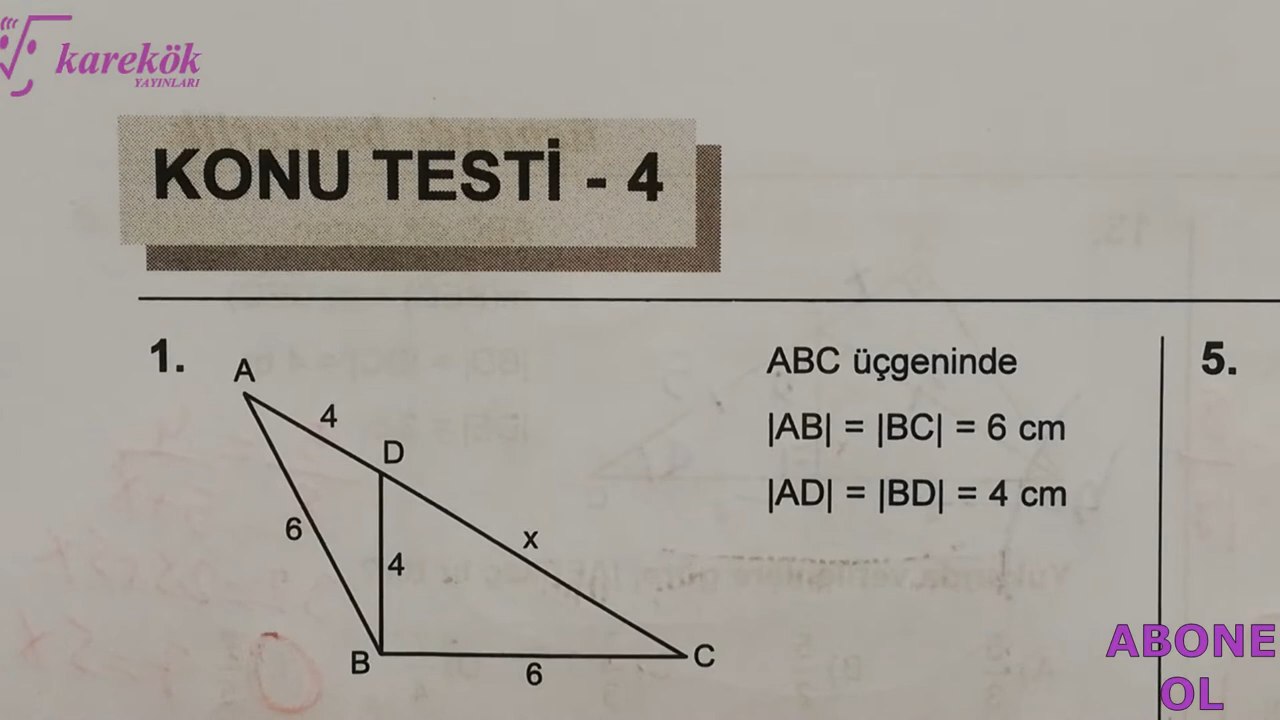 karekök
YAYINLARI
KONU TESTİ - 4
1.
A
4
D
6
4
x
B
6
C
ABC üçgeninde
|AB| = |BC| = 6 cm
|AD| = |BD| = 4 cm
5.
ABONE
OL